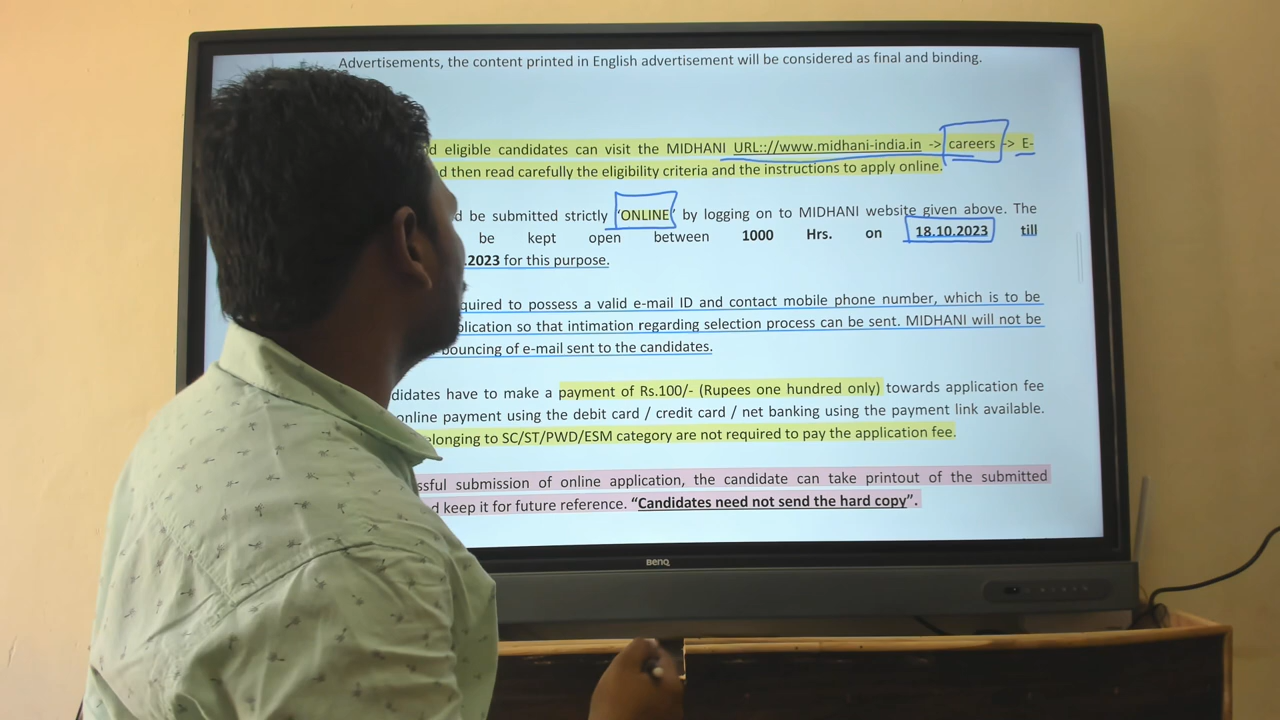 Advertisements, the content printed in English advertisement will be considered as final and binding.
eligible candidates can visit the MIDHANI URL:://www.midhani-india.in -> careers -> E-
then read carefully the eligibility criteria and the instructions to apply online.
be submitted strictly ‘ONLINE’ by logging on to MIDHANI website given above. The
be kept open between 1000 Hrs. on 18.10.2023 till
.2023 for this purpose.
quired to possess a valid e-mail ID and contact mobile phone number, which is to be
plication so that intimation regarding selection process can be sent. MIDHANI will not be
bouncing of e-mail sent to the candidates.
didates have to make a payment of Rs.100/- (Rupees one hundred only) towards application fee
online payment using the debit card / credit card / net banking using the payment link available.
elonging to SC/ST/PWD/ESM category are not required to pay the application fee.
ssful submission of online application, the candidate can take printout of the submitted
keep it for future reference. “Candidates need not send the hard copy”.
BenQ